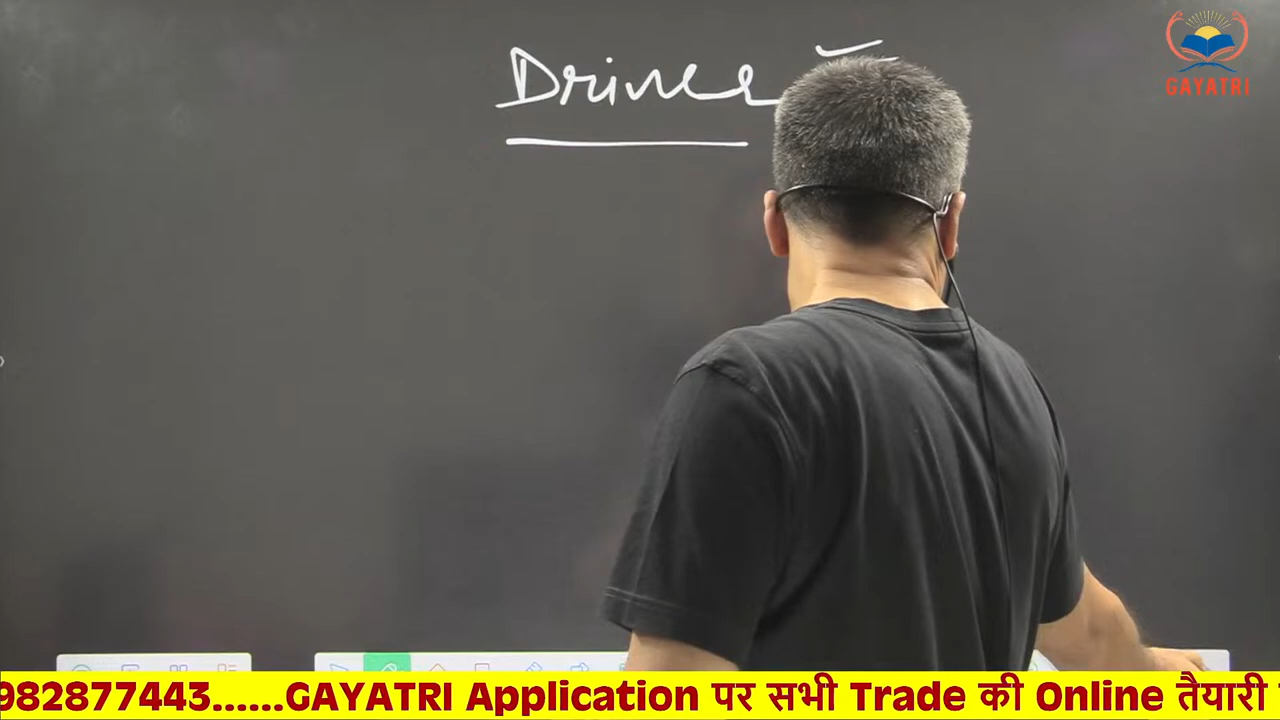 Driver
GAYATRI
982877443......GAYATRI Application पर सभी Trade की Online तैयारी